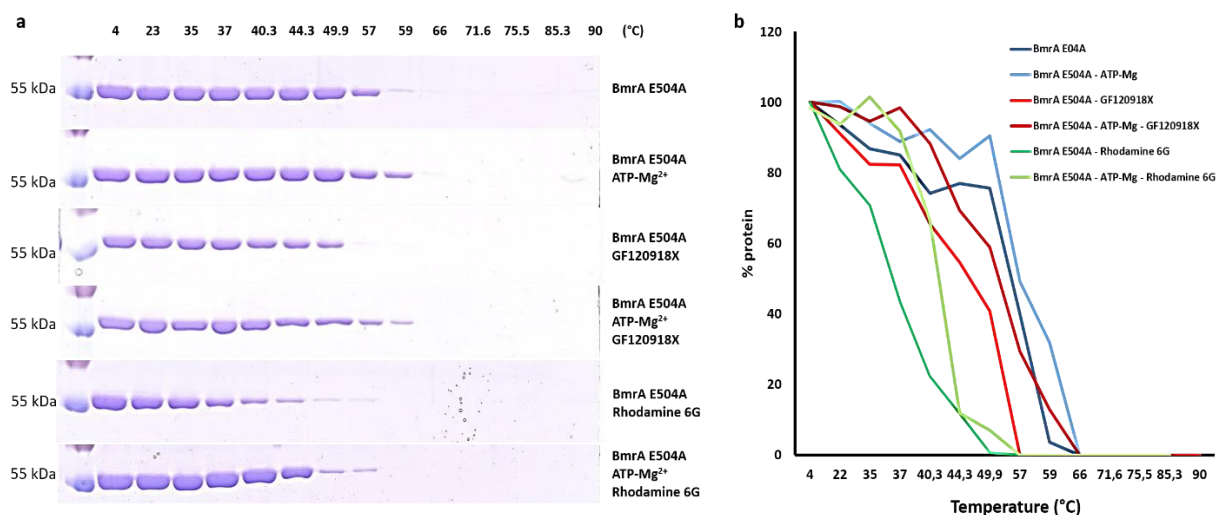 a
4 23 35 37 40.3 44.3 49.9 57 59 66 71.6 75.5 85.3 90 (°C)
55 kDa
BmrA E504A
55 kDa
BmrA E504A
ATP-Mg²⁺
55 kDa
BmrA E504A
GF120918X
55 kDa
BmrA E504A
ATP-Mg²⁺
GF120918X
55 kDa
BmrA E504A
Rhodamine 6G
55 kDa
BmrA E504A
ATP-Mg²⁺
Rhodamine 6G
b
120
100
80
60
40
20
0
% protein
4 22 35 37 40,3 44,3 49,9 57 59 66 71,6 75,5 85,3 90
Temperature (°C)
BmrA E04A
BmrA E504A - ATP-Mg
BmrA E504A - GF120918X
BmrA E504A - ATP-Mg - GF120918X
BmrA E504A - Rhodamine 6G
BmrA E504A - ATP-Mg - Rhodamine 6G